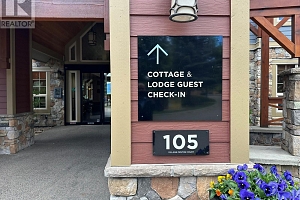 REALTOR
COTTAGE &
LODGE GUEST
CHECK-IN
105